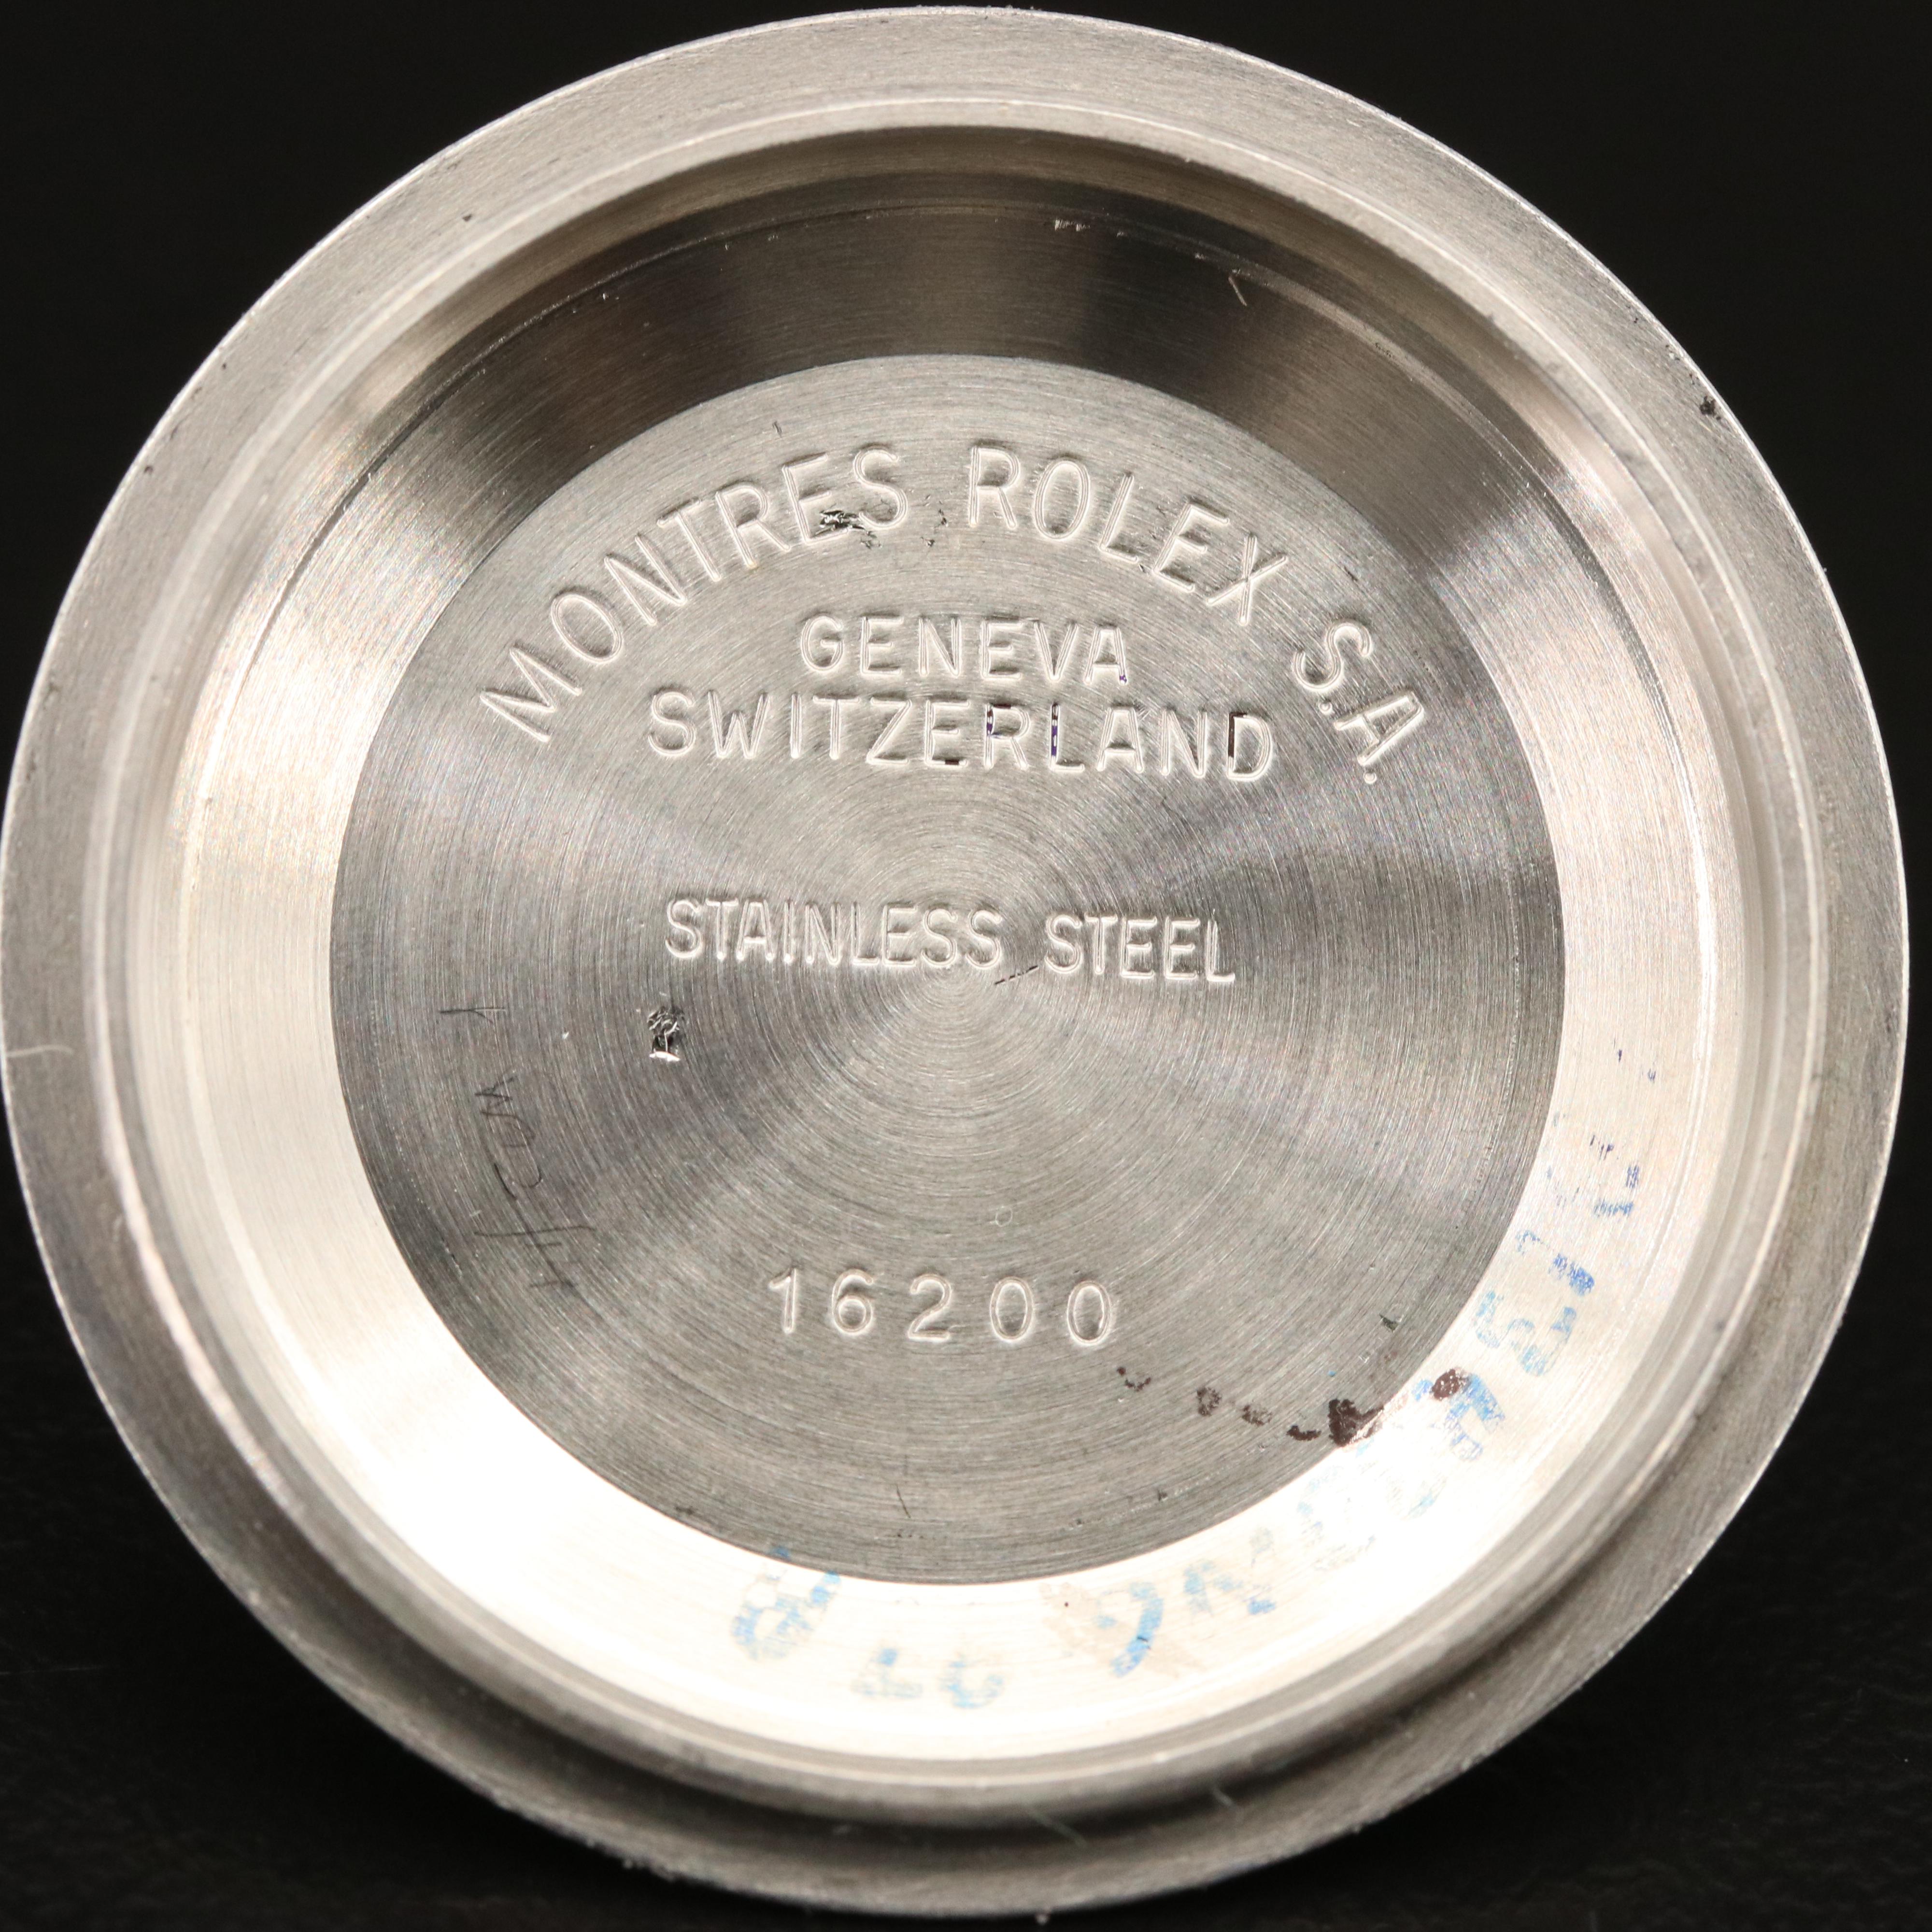 MONTRES ROLEX S.A.
GENEVA
SWITZERLAND
STAINLESS STEEL
16200